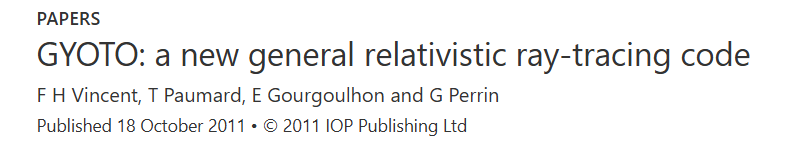 PAPERS
GYOTO: a new general relativistic ray-tracing code
F H Vincent, T Paumard, E Gourgoulhon and G Perrin
Published 18 October 2011 • © 2011 IOP Publishing Ltd